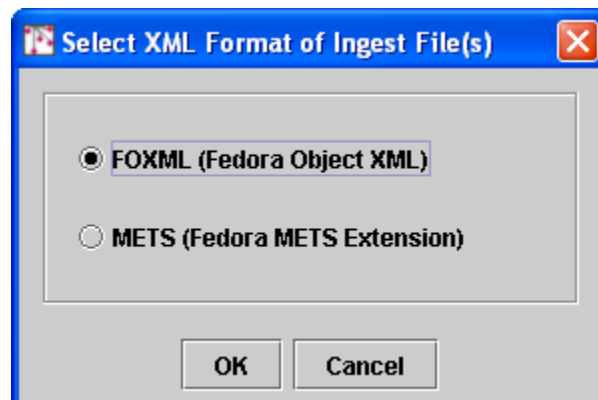 Select XML Format of Ingest File(s)
FOXML (Fedora Object XML)
METS (Fedora METS Extension)
OK Cancel